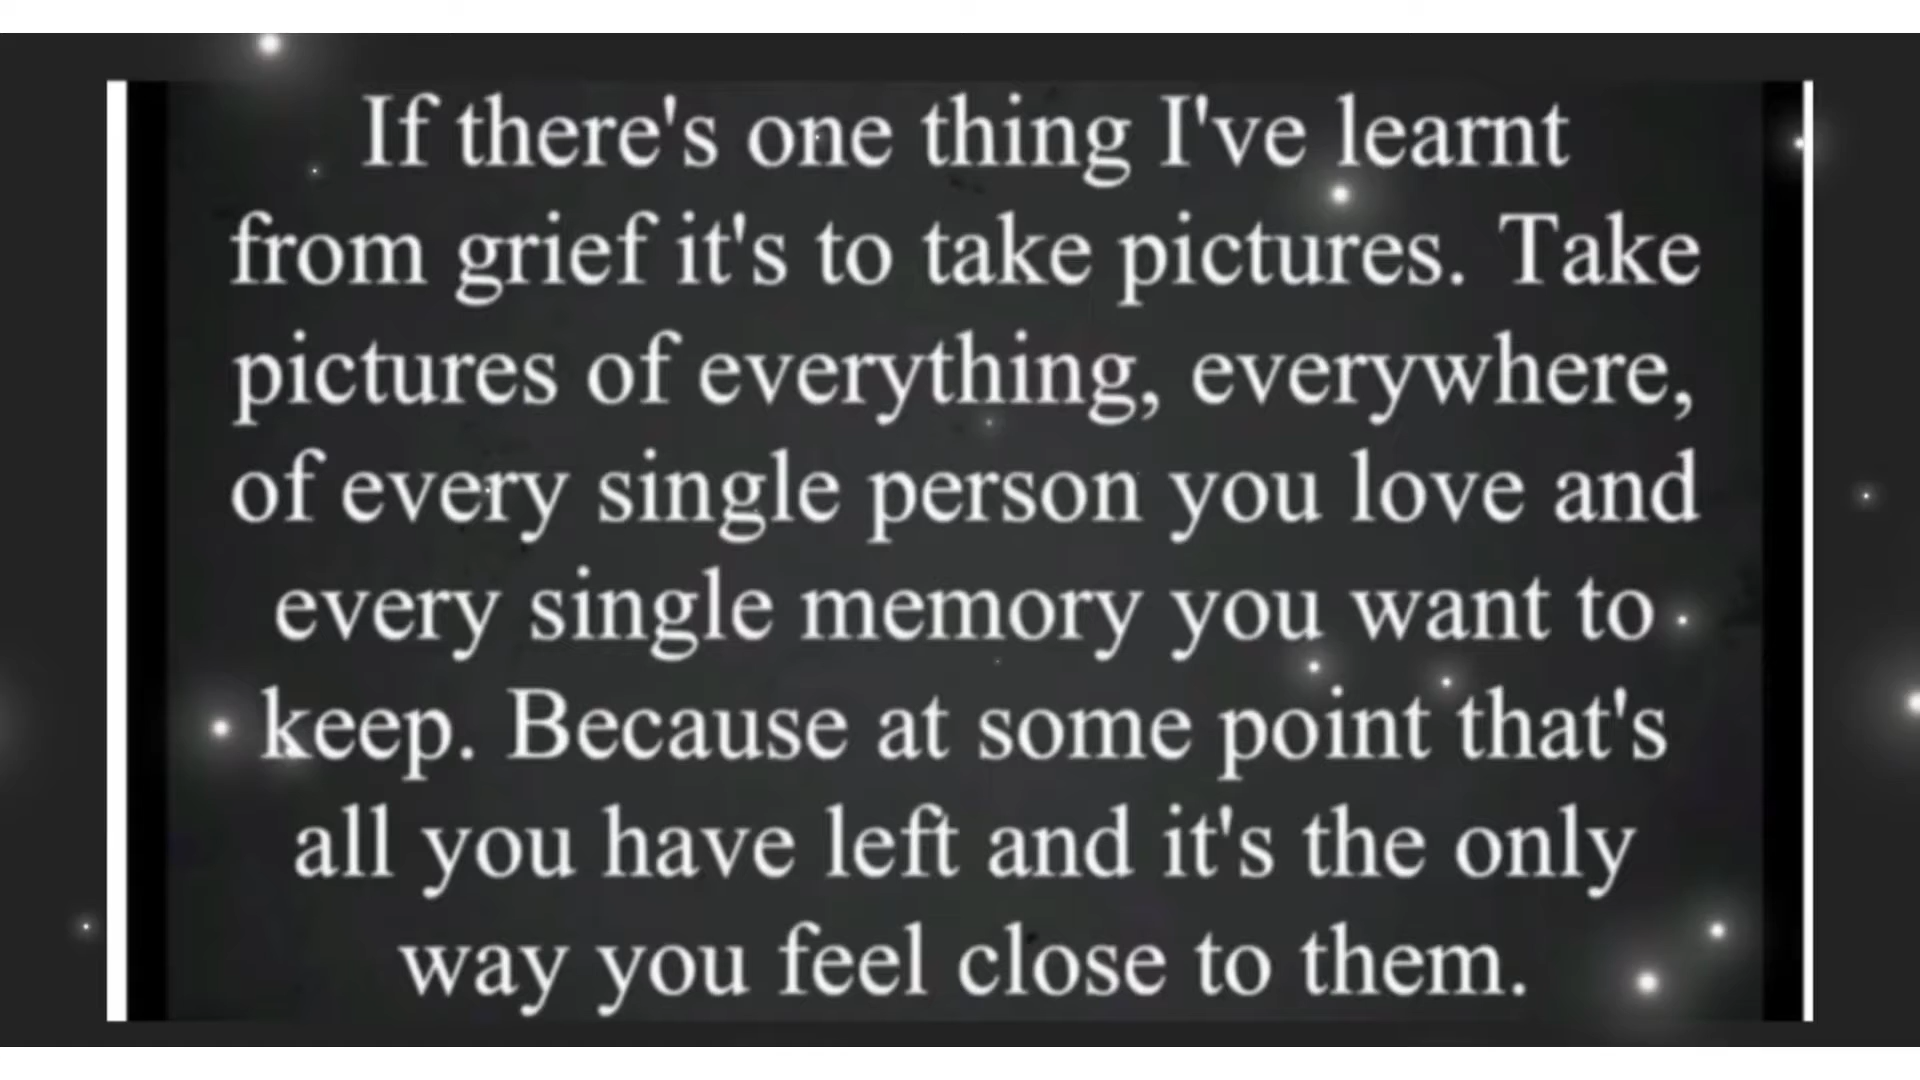 If there's one thing I've learnt
from grief it's to take pictures. Take
pictures of everything, everywhere,
of every single person you love and
every single memory you want to
keep. Because at some point that's
all you have left and it's the only
way you feel close to them.